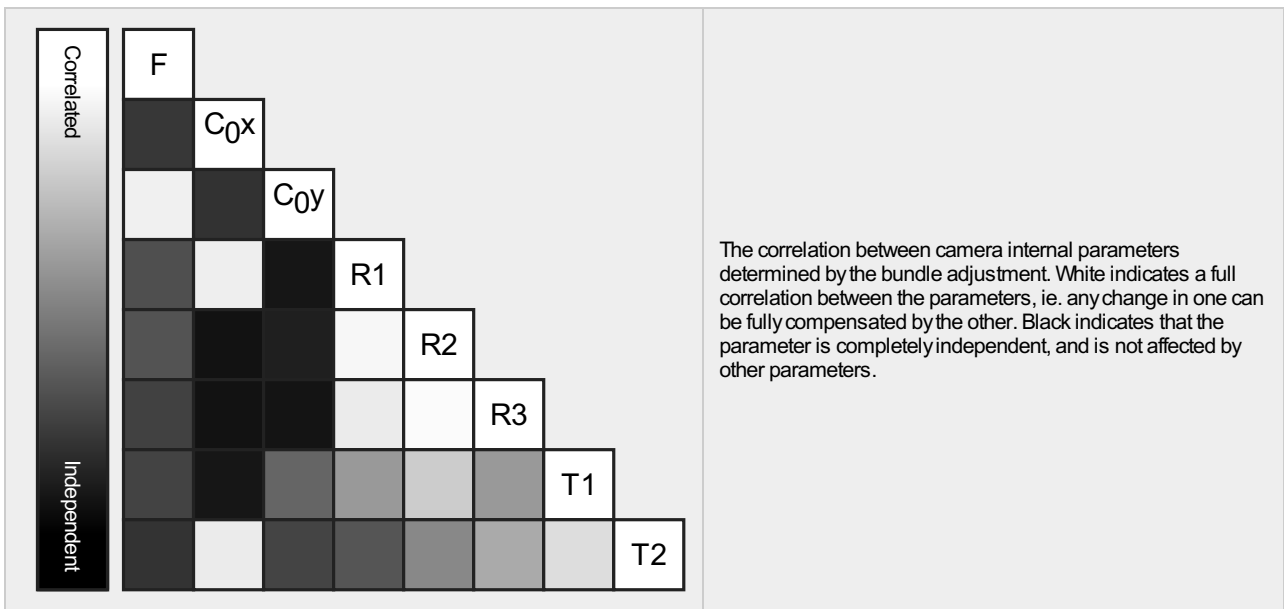 Correlated
Independent
F
C0x
C0y
R1
R2
R3
T1
T2
The correlation between camera internal parameters
determined by the bundle adjustment. White indicates a full
correlation between the parameters, ie. any change in one can
be fully compensated by the other. Black indicates that the
parameter is completely independent, and is not affected by
other parameters.